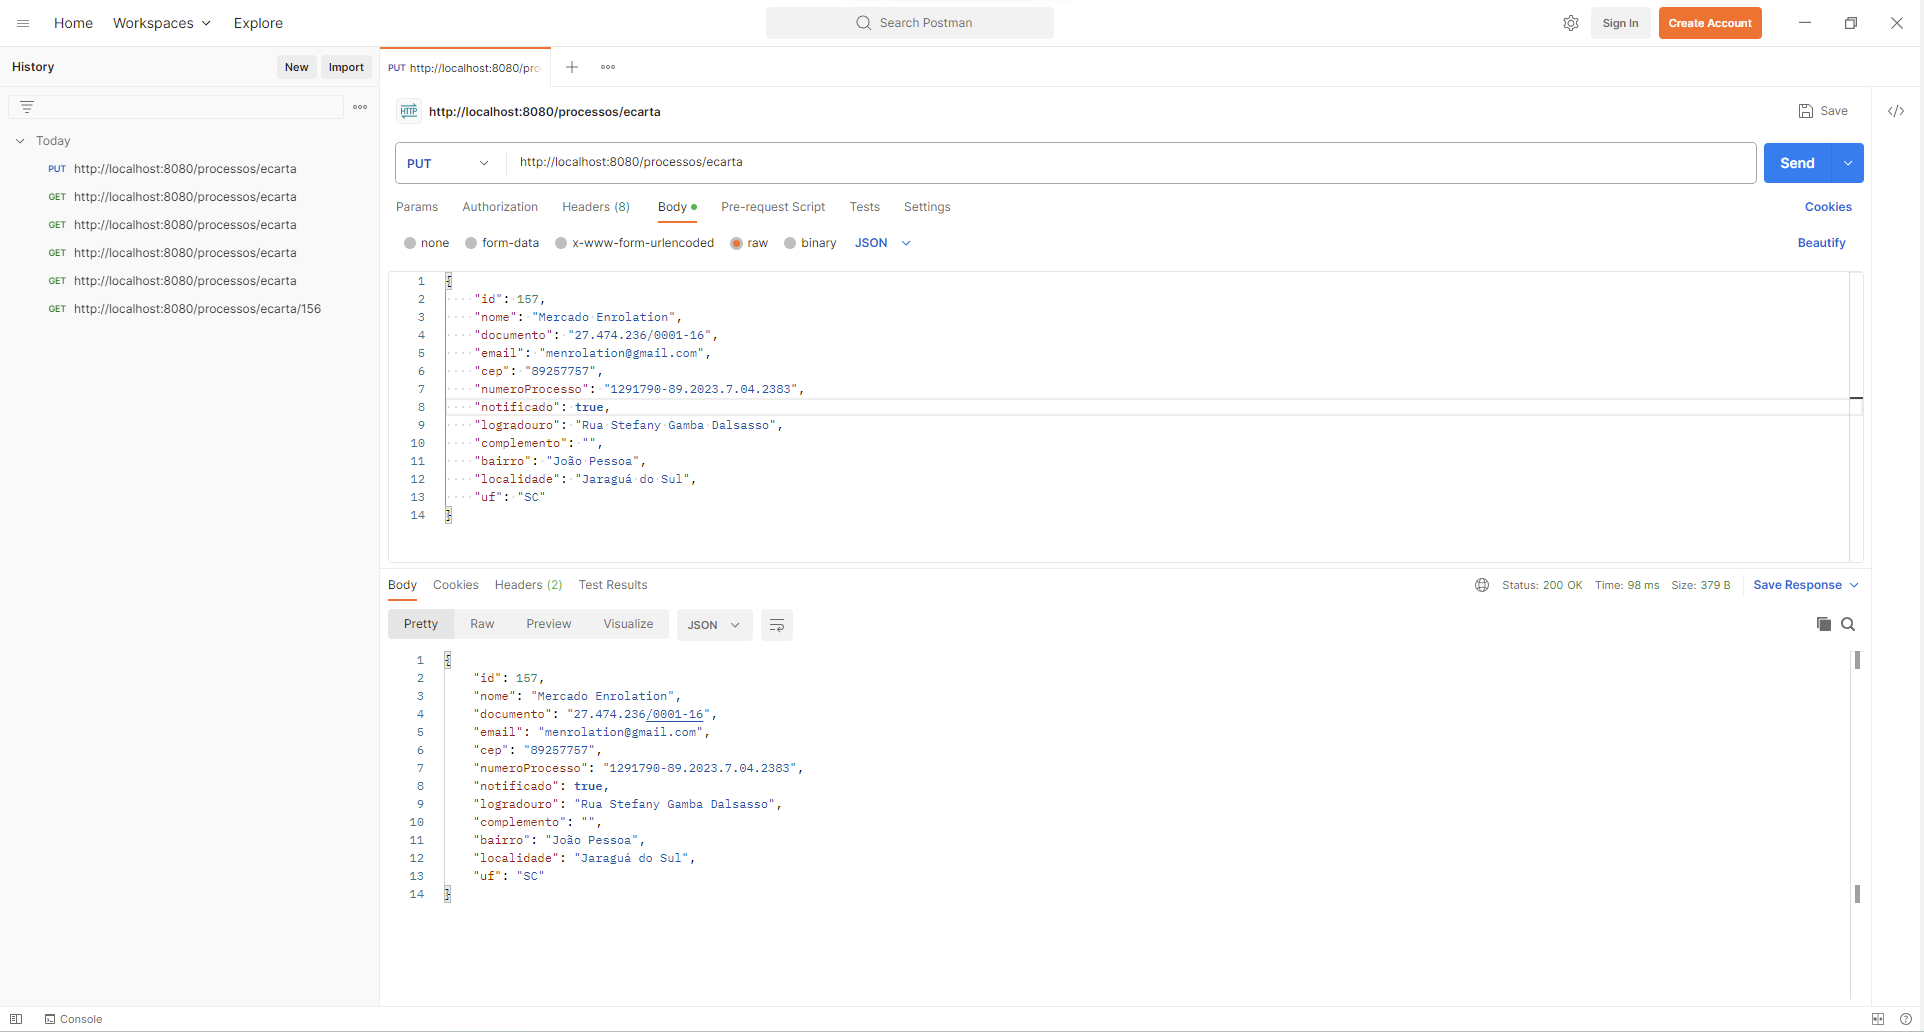 Home Workspaces Explore Search Postman Sign In Create Account
History New Import PUT http://localhost:8080/pro
HTTP http://localhost:8080/processos/ecarta Save
Today
PUT http://localhost:8080/processos/ecarta
GET http://localhost:8080/processos/ecarta
GET http://localhost:8080/processos/ecarta
GET http://localhost:8080/processos/ecarta
GET http://localhost:8080/processos/ecarta
GET http://localhost:8080/processos/ecarta/156
PUT http://localhost:8080/processos/ecarta Send
Params Authorization Headers (8) Body Pre-request Script Tests Settings Cookies
none form-data x-www-form-urlencoded raw binary JSON Beautify
1 {
2 "id": 157,
3 "nome": "Mercado Enrolation",
4 "documento": "27.474.236/0001-16",
5 "email": "menrolation@gmail.com",
6 "cep": "89257757",
7 "numeroProcesso": "1291790-89.2023.7.04.2383",
8 "notificado": true,
9 "logradouro": "Rua Stefany Gamba Dalsasso",
10 "complemento": "",
11 "bairro": "João Pessoa",
12 "localidade": "Jaraguá do Sul",
13 "uf": "SC"
14 }
Body Cookies Headers (2) Test Results Status: 200 OK Time: 98 ms Size: 379 B Save Response
Pretty Raw Preview Visualize JSON
1 {
2 "id": 157,
3 "nome": "Mercado Enrolation",
4 "documento": "27.474.236/0001-16",
5 "email": "menrolation@gmail.com",
6 "cep": "89257757",
7 "numeroProcesso": "1291790-89.2023.7.04.2383",
8 "notificado": true,
9 "logradouro": "Rua Stefany Gamba Dalsasso",
10 "complemento": "",
11 "bairro": "João Pessoa",
12 "localidade": "Jaraguá do Sul",
13 "uf": "SC"
14 }
Console